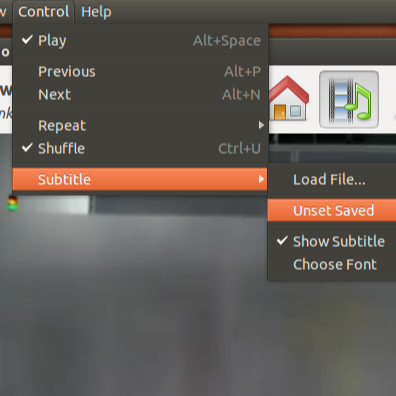 Control Help
Play Alt+Space
Previous Alt+P
Next Alt+N
Repeat
Shuffle Ctrl+U
Subtitle
Load File...
Unset Saved
Show Subtitle
Choose Font